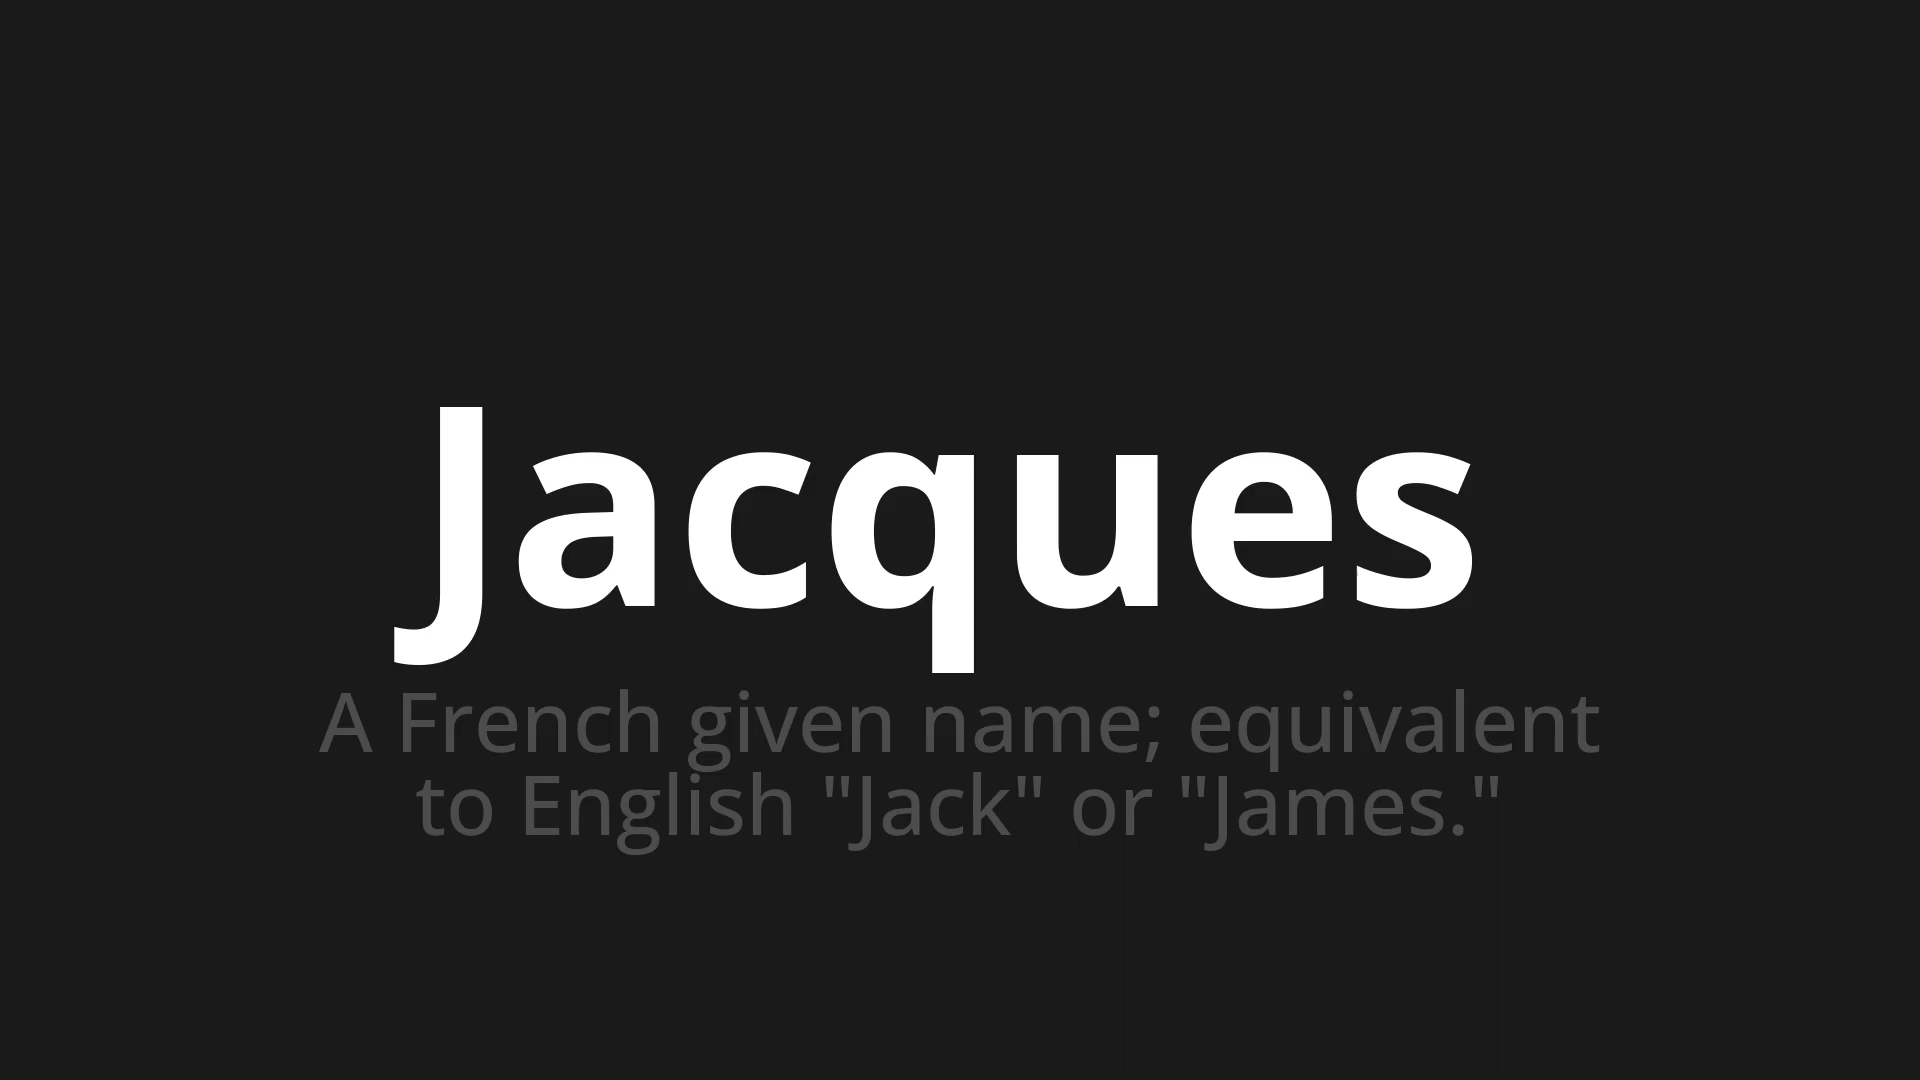 Jacques
A French given name; equivalent
to English "Jack" or "James."